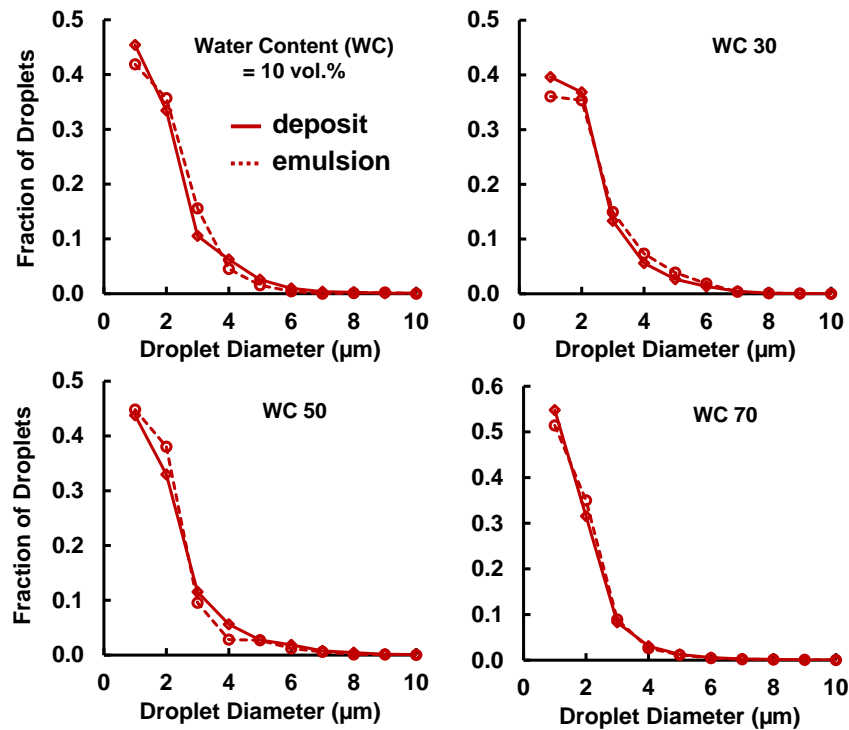 0.5
0.4
0.3
0.2
0.1
0.0
Fraction of Droplets
Water Content (WC)
= 10 vol.%
deposit
emulsion
0 2 4 6 8 10
Droplet Diameter (μm)
0.5
0.4
0.3
0.2
0.1
0.0
WC 30
0 2 4 6 8 10
Droplet Diameter (μm)
0.5
0.4
0.3
0.2
0.1
0.0
Fraction of Droplets
WC 50
0 2 4 6 8 10
Droplet Diameter (μm)
0.6
0.5
0.4
0.3
0.2
0.1
0.0
WC 70
0 2 4 6 8 10
Droplet Diameter (μm)